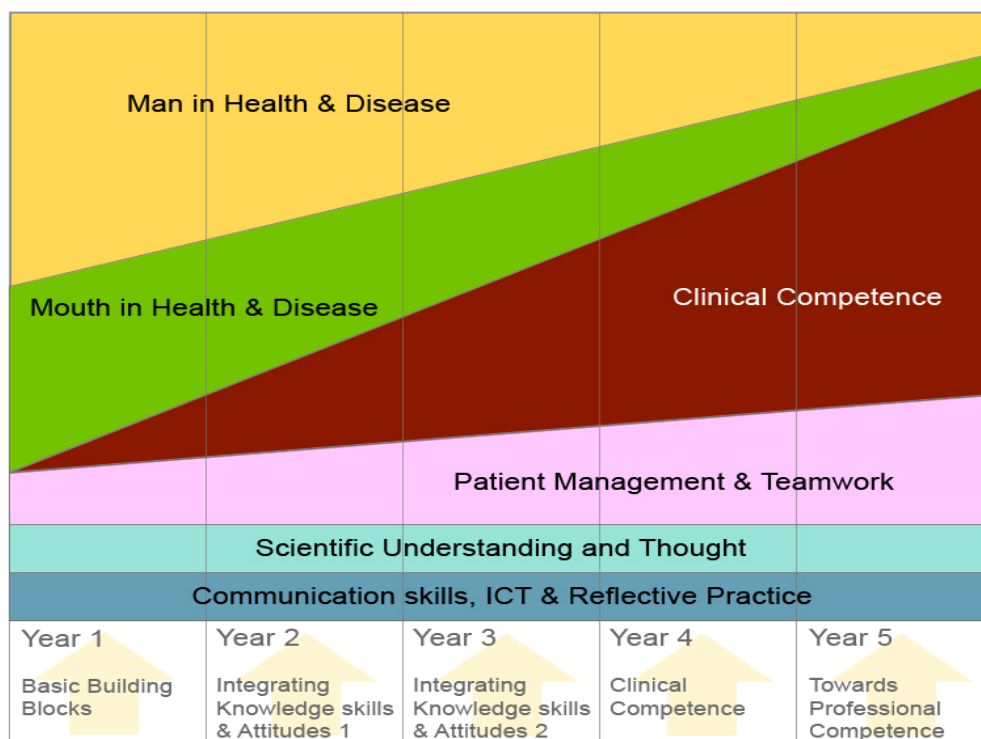 Man in Health & Disease
Mouth in Health & Disease
Clinical Competence
Patient Management & Teamwork
Scientific Understanding and Thought
Communication skills, ICT & Reflective Practice
Year 1
Basic Building
Blocks
Year 2
Integrating
Knowledge skills
& Attitudes 1
Year 3
Integrating
Knowledge skills
& Attitudes 2
Year 4
Clinical
Competence
Year 5
Towards
Professional
Competence